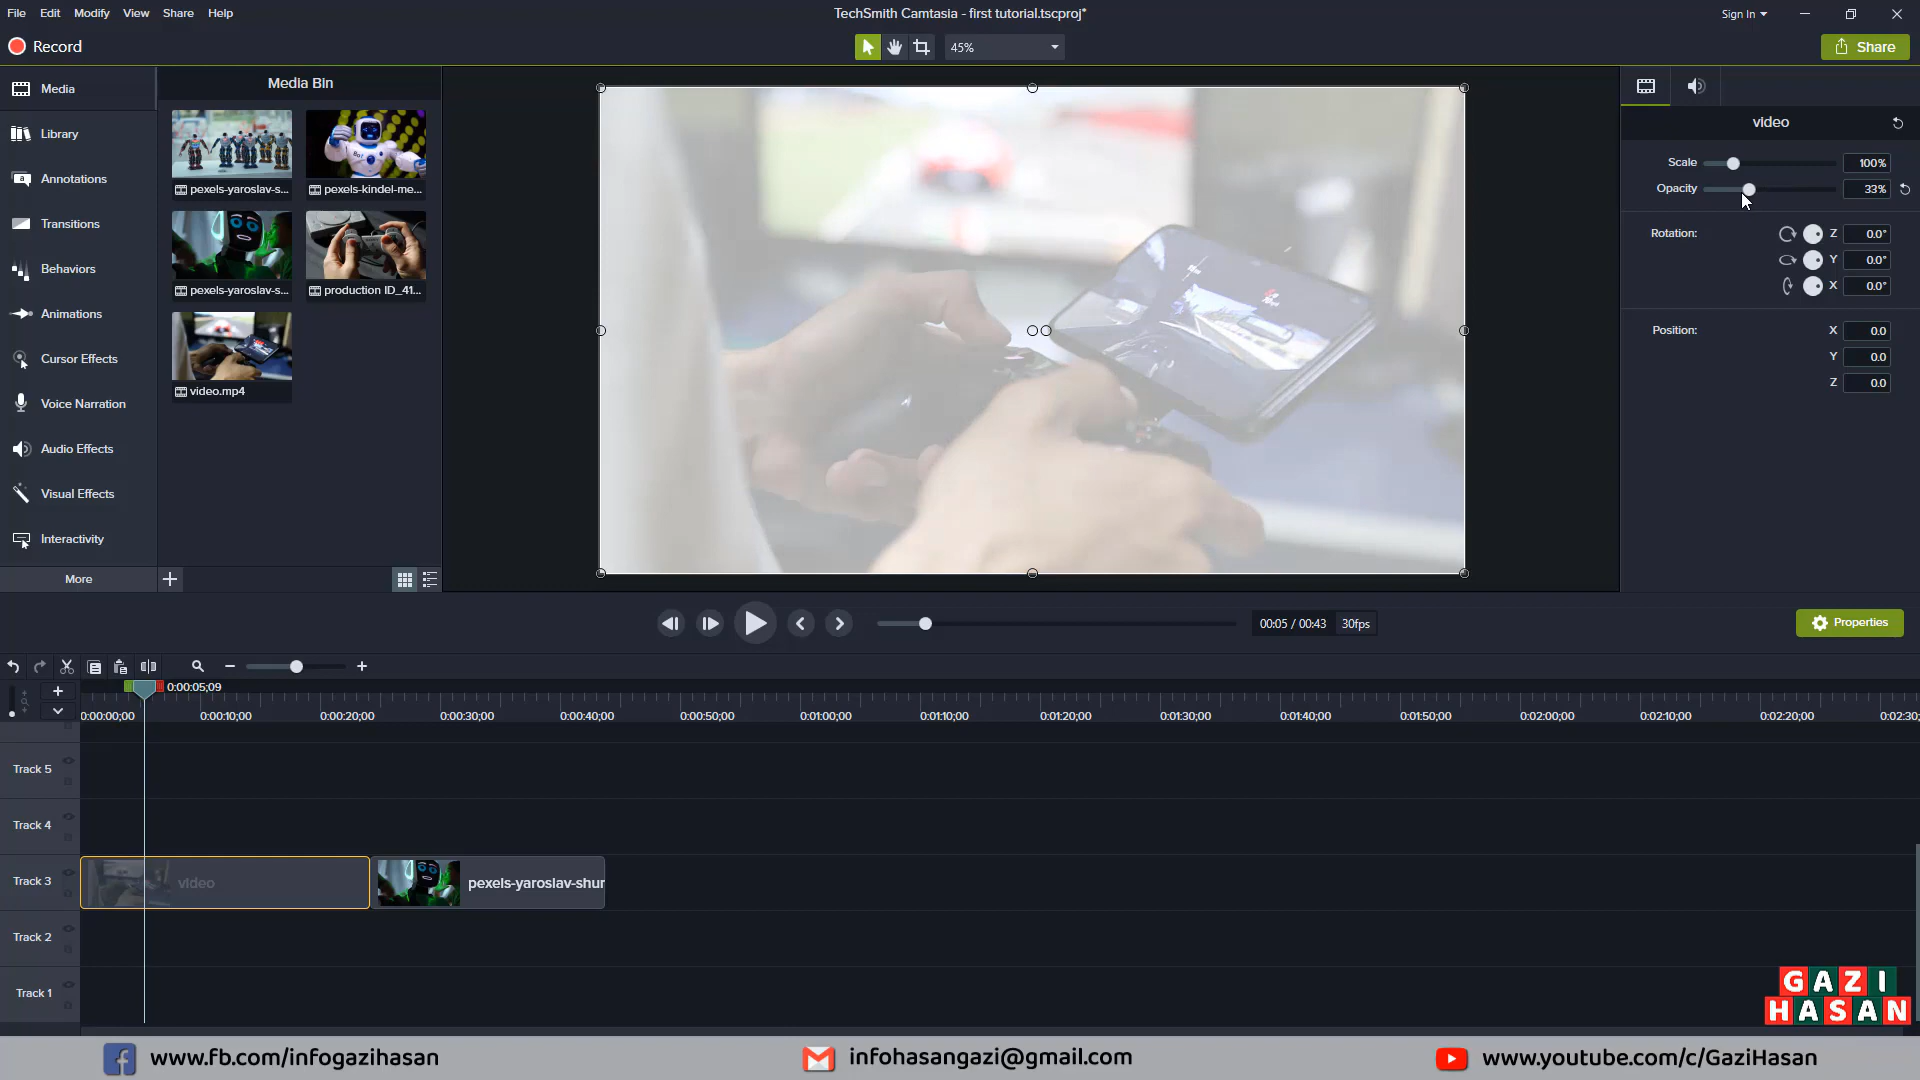 File Edit Modify View Share Help
TechSmith Camtasia - first tutorial.tscproj*
Sign In
Record
45%
Share
Media
Library
Annotations
Transitions
Behaviors
Animations
Cursor Effects
Voice Narration
Audio Effects
Visual Effects
Interactivity
More
Media Bin
pexels-yaroslav-s... pexels-kindel-me...
pexels-yaroslav-s... production ID_41...
video.mp4
video
Scale 100%
Opacity 33%
Rotation: Z 0.0°
Y 0.0°
X 0.0°
Position: X 0.0
Y 0.0
Z 0.0
00:05 / 00:43 30fps
Properties
0:00:05;09
0:00:00;00 0:00:10;00 0:00:20;00 0:00:30;00 0:00:40;00 0:00:50;00 0:01:00;00 0:01:10;00 0:01:20;00 0:01:30;00 0:01:40;00 0:01:50;00 0:02:00;00 0:02:10;00 0:02:20;00 0:02:30;
Track 5
Track 4
Track 3 video pexels-yaroslav-shur
Track 2
Track 1
GAZI
HASAN
www.fb.com/infogazihasan infohasangazi@gmail.com www.youtube.com/c/GaziHasan